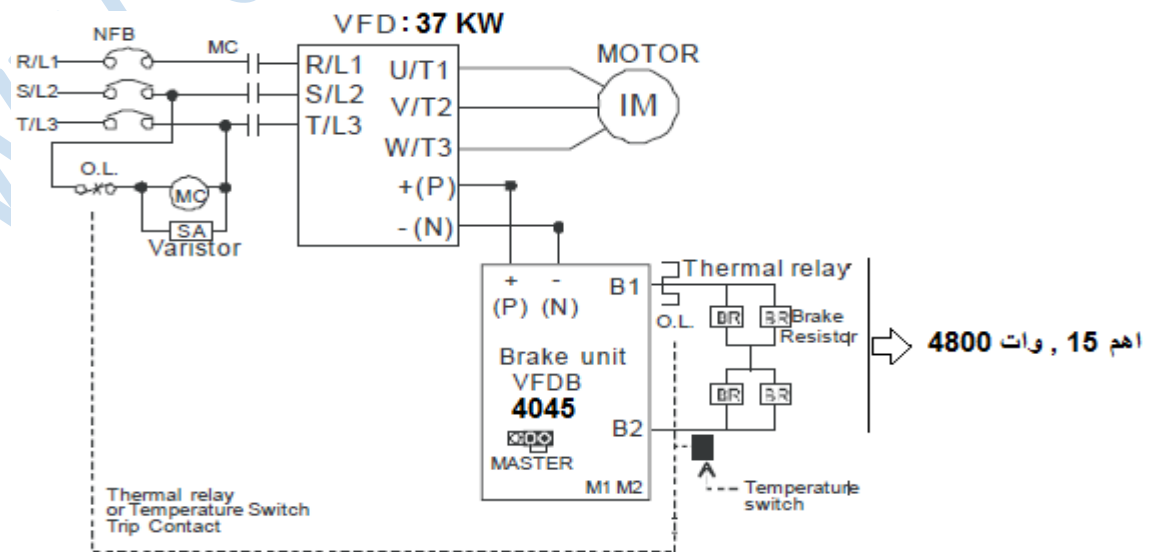 VFD : 37 KW
NFB
MC
MOTOR
R/L1
S/L2
T/L3
R/L1
S/L2
T/L3
U/T1
V/T2
W/T3
+(P)
-(N)
IM
O.L.
MC
SA
Varistor
+ -
(P) (N)
B1
Brake unit
VFDB
4045
MASTER
B2
M1 M2
Thermal relay
O.L.
BR BR
Brake
Resistor
BR BR
اهم 15 , وات 4800
Temperature
switch
Thermal relay
or Temperature Switch
Trip Contact